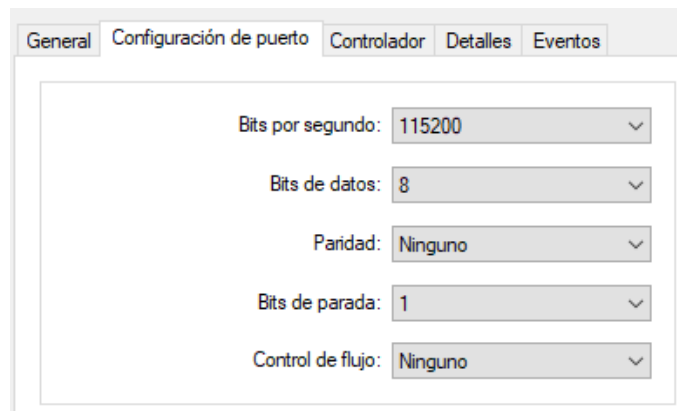 General Configuración de puerto Controlador Detalles Eventos
Bits por segundo: 115200
Bits de datos: 8
Paridad: Ninguno
Bits de parada: 1
Control de flujo: Ninguno